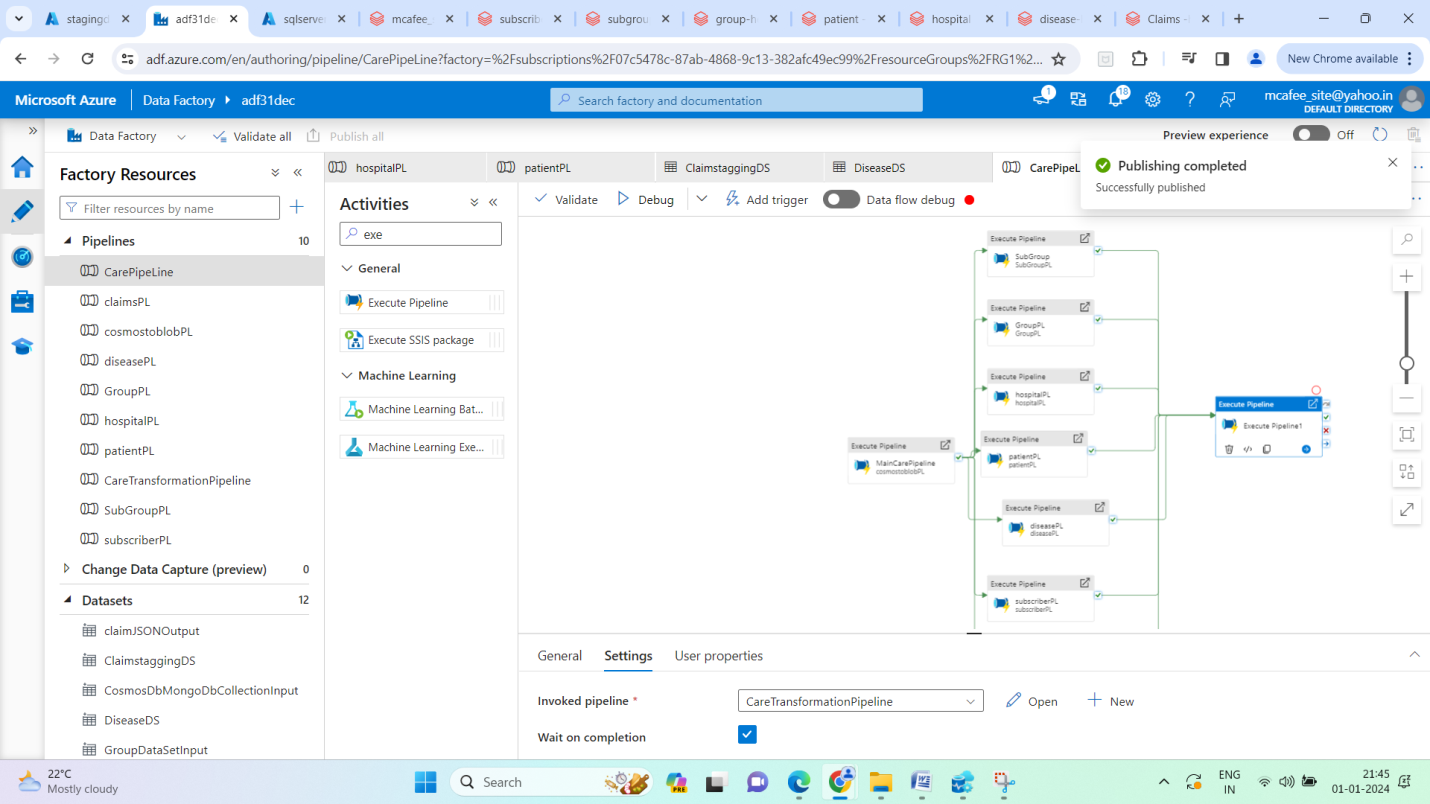 stagingd
adf31dec
sqlserve
mcafee_
subscrib
subgrou
group-h
patient -
hospital
disease-
Claims -
adf.azure.com/en/authoring/pipeline/CarePipeLine?factory=%2Fsubscriptions%2F07c5478c-87ab-4868-9c13-382afc49ec99%2FresourceGroups%2FRG1%2...
New Chrome available
Microsoft Azure
Data Factory
adf31dec
Search factory and documentation
1
18
mcafee_site@yahoo.in
DEFAULT DIRECTORY
Data Factory
Validate all
Publish all
Preview experience
Off
Publishing completed
Successfully published
Factory Resources
Filter resources by name
Pipelines
10
CarePipeLine
claimsPL
cosmostoblobPL
diseasePL
GroupPL
hospitalPL
patientPL
CareTransformationPipeline
SubGroupPL
subscriberPL
Change Data Capture (preview)
0
Datasets
12
claimJSONOutput
ClaimstaggingDS
CosmosDbMongoDbCollectionInput
DiseaseDS
GroupDataSetInput
hospitalPL
patientPL
ClaimstaggingDS
DiseaseDS
CarePipeL
Activities
exe
General
Execute Pipeline
Execute SSIS package
Machine Learning
Machine Learning Bat...
Machine Learning Exe...
Validate
Debug
Add trigger
Data flow debug
Execute Pipeline
SubGroup
SubGroupPL
Execute Pipeline
GroupPL
GroupPL
Execute Pipeline
hospitalPL
hospitalPL
Execute Pipeline
MainCarePipeline
cosmostoblobPL
Execute Pipeline
patientPL
patientPL
Execute Pipeline
diseasePL
diseasePL
Execute Pipeline
subscriberPL
subscriberPL
Execute Pipeline
Execute Pipeline1
General
Settings
User properties
Invoked pipeline *
CareTransformationPipeline
Open
New
Wait on completion
22°C
Mostly cloudy
Search
PRE
ENG
IN
21:45
01-01-2024